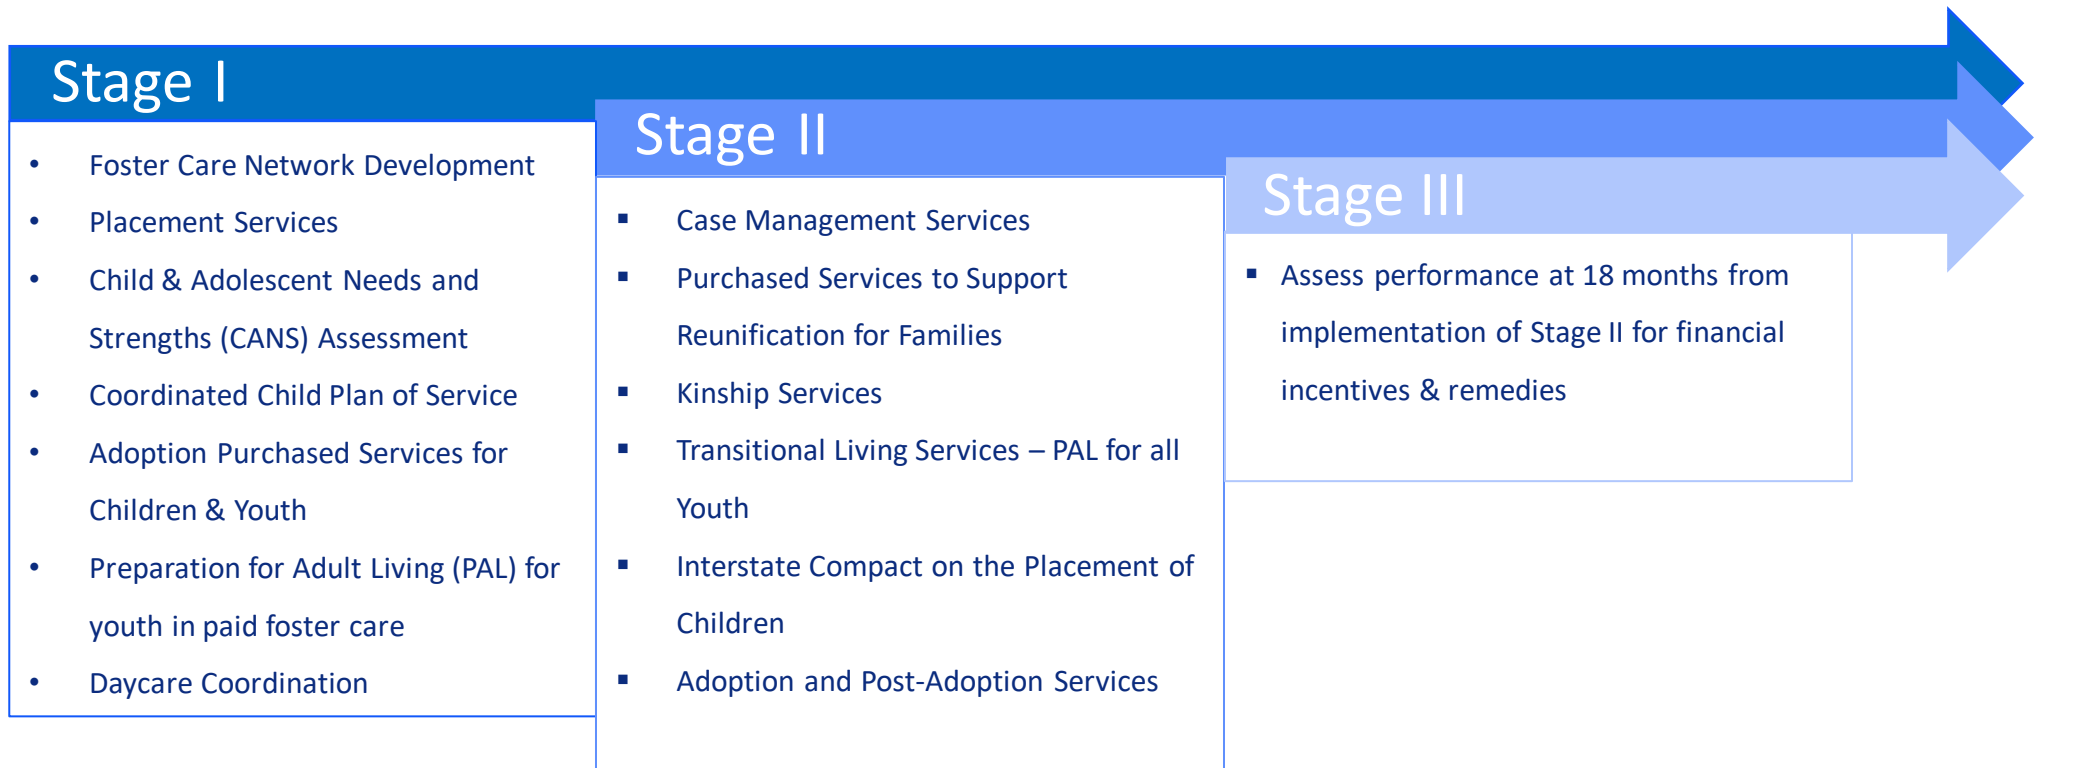 Stage I
• Foster Care Network Development
• Placement Services
• Child & Adolescent Needs and
Strengths (CANS) Assessment
• Coordinated Child Plan of Service
• Adoption Purchased Services for
Children & Youth
• Preparation for Adult Living (PAL) for
youth in paid foster care
• Daycare Coordination
Stage II
▪ Case Management Services
▪ Purchased Services to Support
Reunification for Families
▪ Kinship Services
▪ Transitional Living Services – PAL for all
Youth
▪ Interstate Compact on the Placement of
Children
▪ Adoption and Post-Adoption Services
Stage III
▪ Assess performance at 18 months from
implementation of Stage II for financial
incentives & remedies